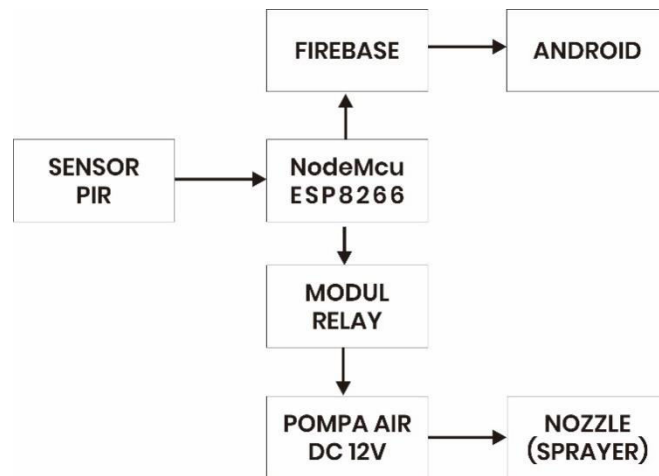 FIREBASE
ANDROID
SENSOR
PIR
NodeMcu
ESP8266
MODUL
RELAY
POMPA AIR
DC 12V
NOZZLE
(SPRAYER)